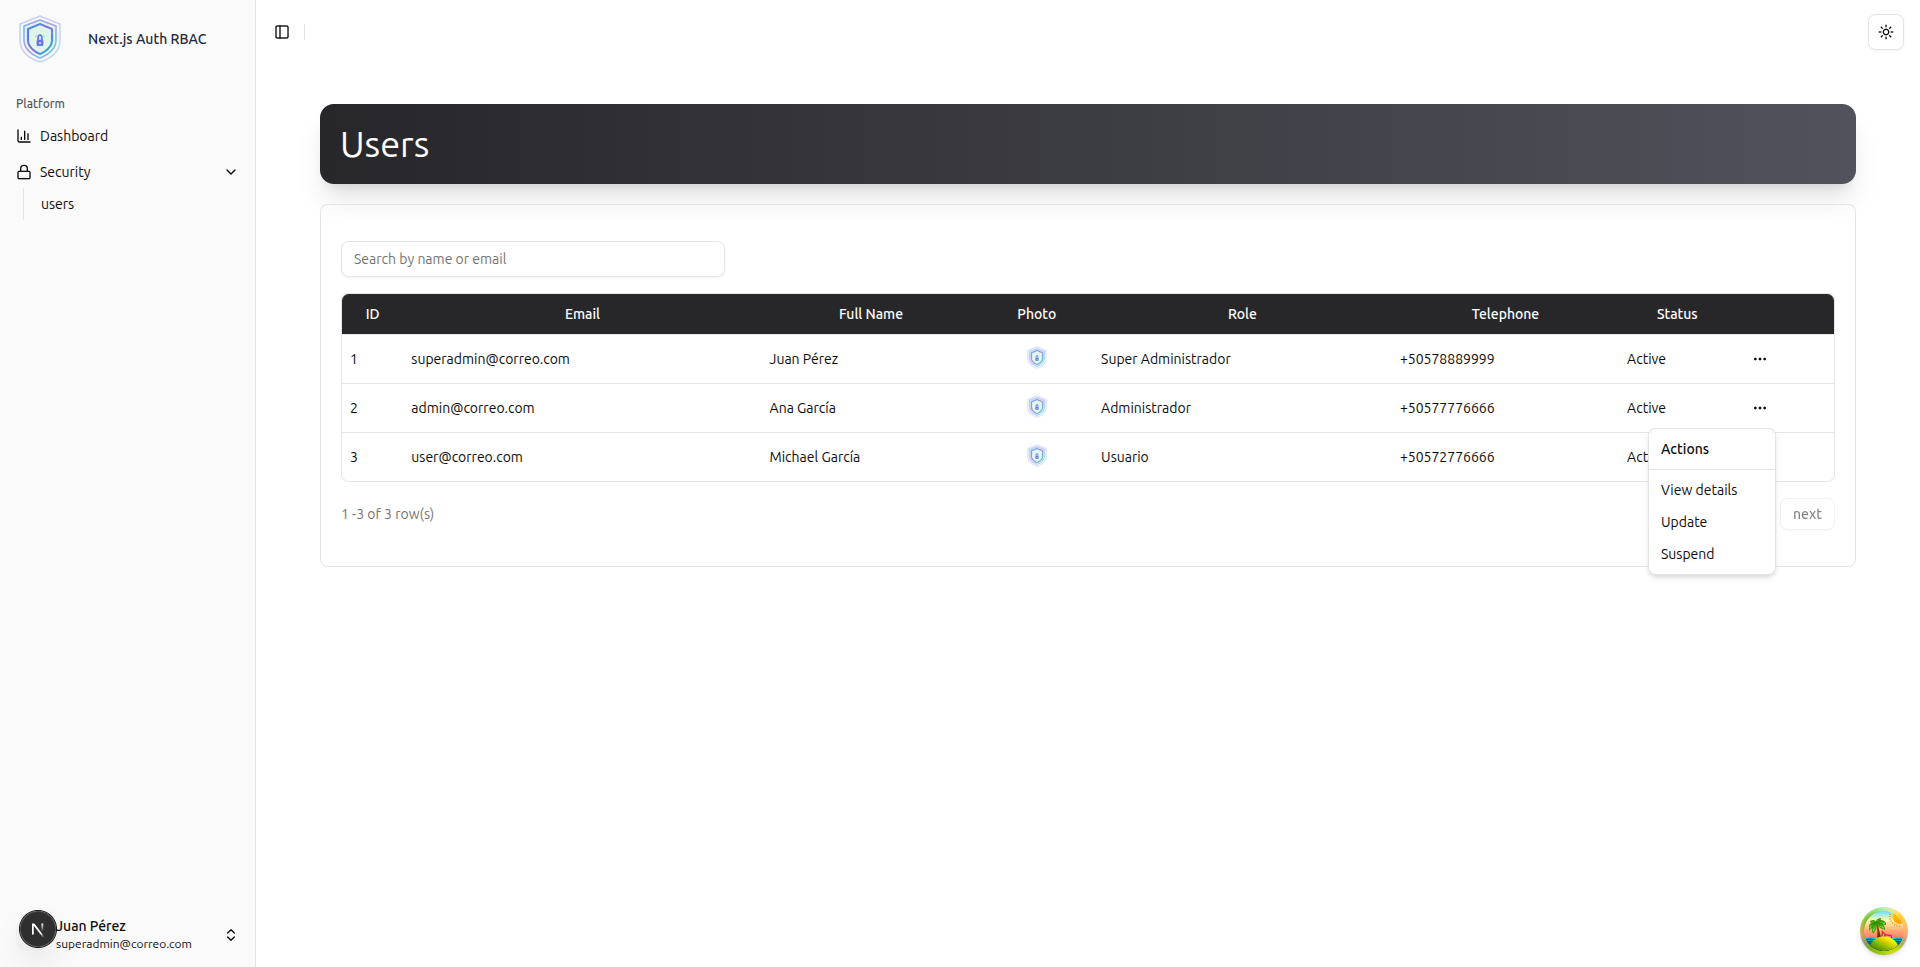 Next.js Auth RBAC
Platform
Dashboard
Security
users
Users
Search by name or email
ID Email Full Name Photo Role Telephone Status
1 superadmin@correo.com Juan Pérez Super Administrador +50578889999 Active
2 admin@correo.com Ana García Administrador +50577776666 Active
3 user@correo.com Michael García Usuario +50572776666 Act
Actions
View details
Update
Suspend
1 -3 of 3 row(s)
next
N
Juan Pérez
superadmin@correo.com